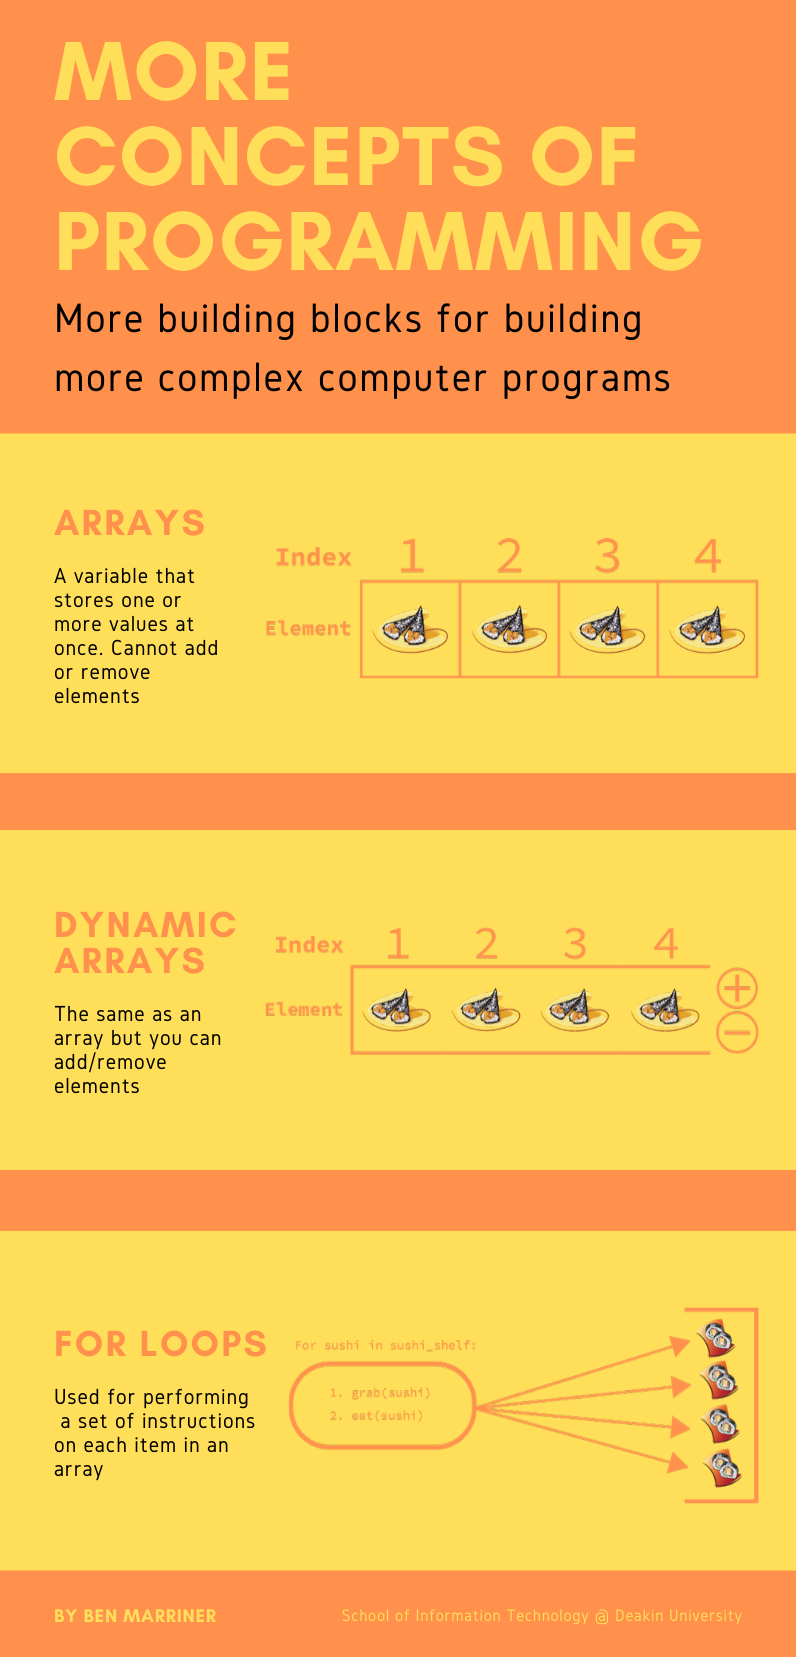 MORE
CONCEPTS OF
PROGRAMMING
More building blocks for building
more complex computer programs
ARRAYS
A variable that
stores one or
more values at
once. Cannot add
or remove
elements
Index 1 2 3 4
Element
DYNAMIC
ARRAYS
The same as an
array but you can
add/remove
elements
Index 1 2 3 4
Element
FOR LOOPS
Used for performing
a set of instructions
on each item in an
array
For sushi in sushi_shelf:
1. grab(sushi)
2. eat(sushi)
BY BEN MARRINER
School of Information Technology @ Deakin University